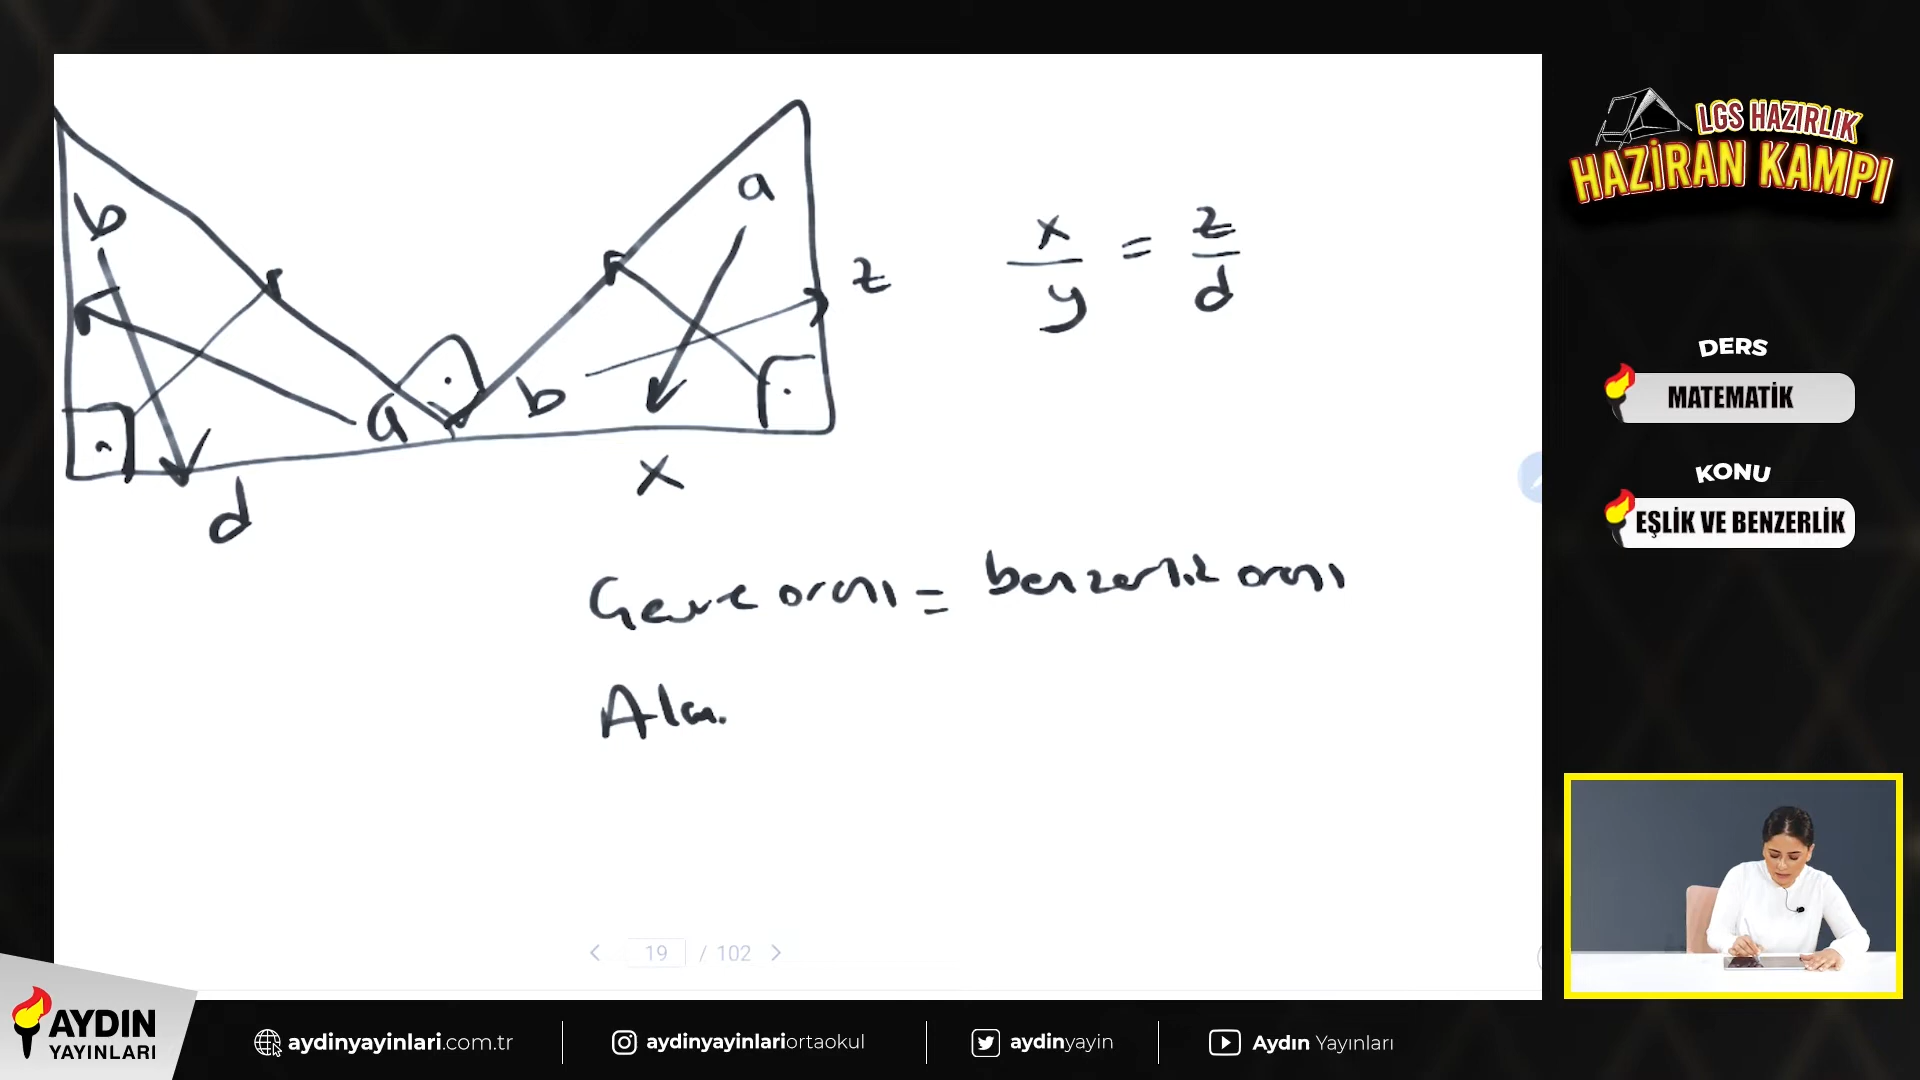 b
a
z
a
b
d
x
x/y = z/d
Çevre oranı = benzerlik oranı
Alan
19 / 102
LGS HAZIRLIK
HAZİRAN KAMPI
DERS
MATEMATİK
KONU
EŞLİK VE BENZERLİK
AYDIN
YAYINLARI
aydinyayinlari.com.tr
aydinyayinlariortaokul
aydinyayin
Aydın Yayınları